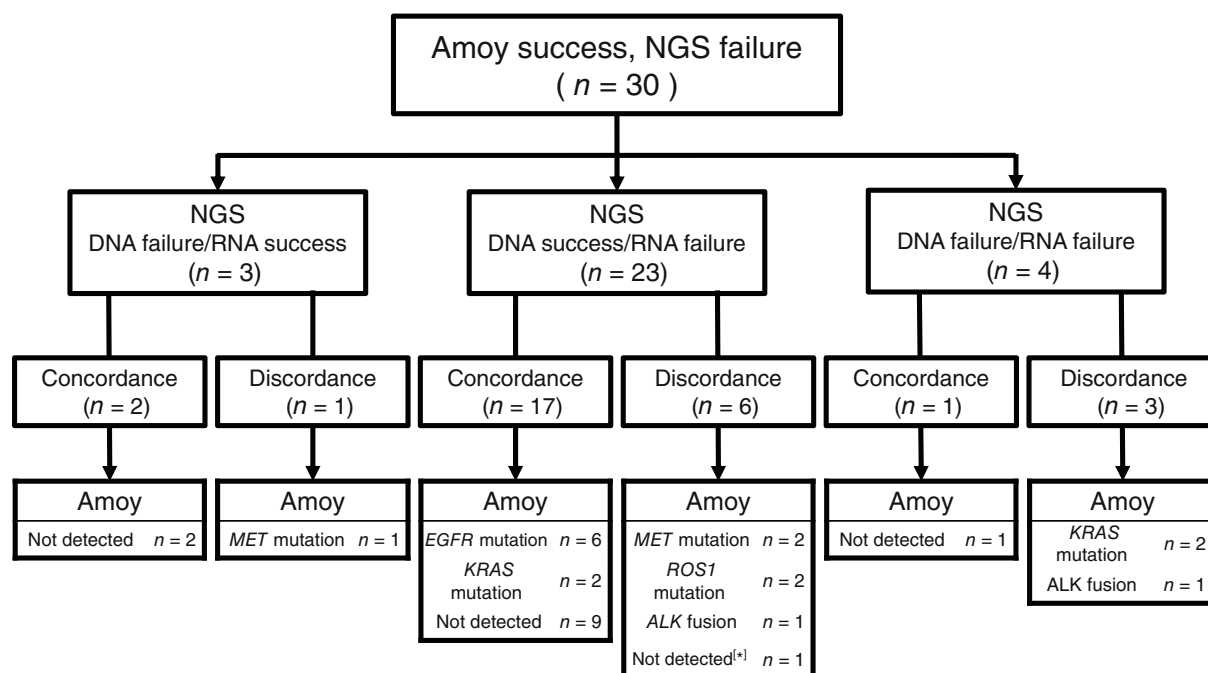 Amoy success, NGS failure
( n = 30 )
NGS
DNA failure/RNA success
(n = 3)
NGS
DNA success/RNA failure
(n = 23)
NGS
DNA failure/RNA failure
(n = 4)
Concordance
(n = 2)
Discordance
(n = 1)
Concordance
(n = 17)
Discordance
(n = 6)
Concordance
(n = 1)
Discordance
(n = 3)
Amoy
Not detected n = 2
Amoy
MET mutation n = 1
Amoy
EGFR mutation n = 6
KRAS
mutation n = 2
Not detected n = 9
Amoy
MET mutation n = 2
ROS1
mutation n = 2
ALK fusion n = 1
Not detected[*] n = 1
Amoy
Not detected n = 1
Amoy
KRAS
mutation n = 2
ALK fusion n = 1